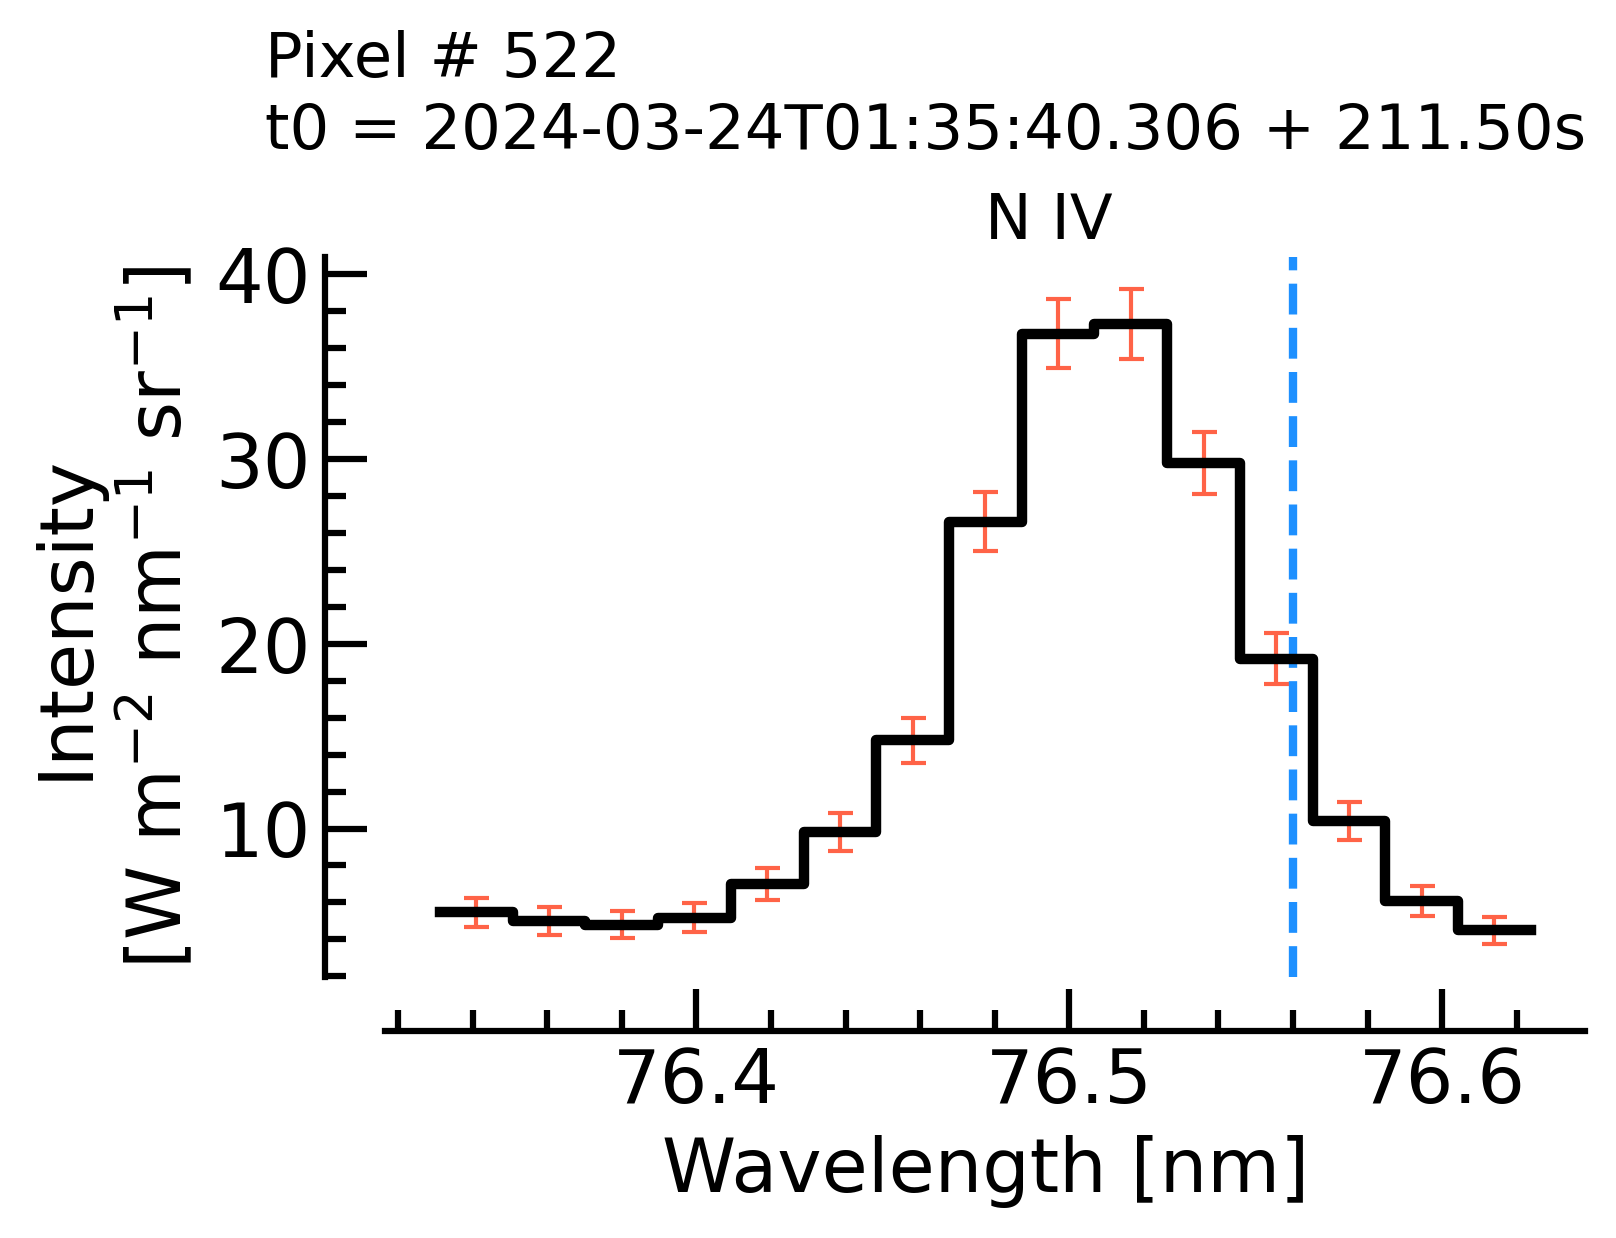 Pixel # 522
t0 = 2024-03-24T01:35:40.306 + 211.50s
N IV
Intensity
[W m⁻² nm⁻¹ sr⁻¹]
40
30
20
10
76.4 76.5 76.6
Wavelength [nm]